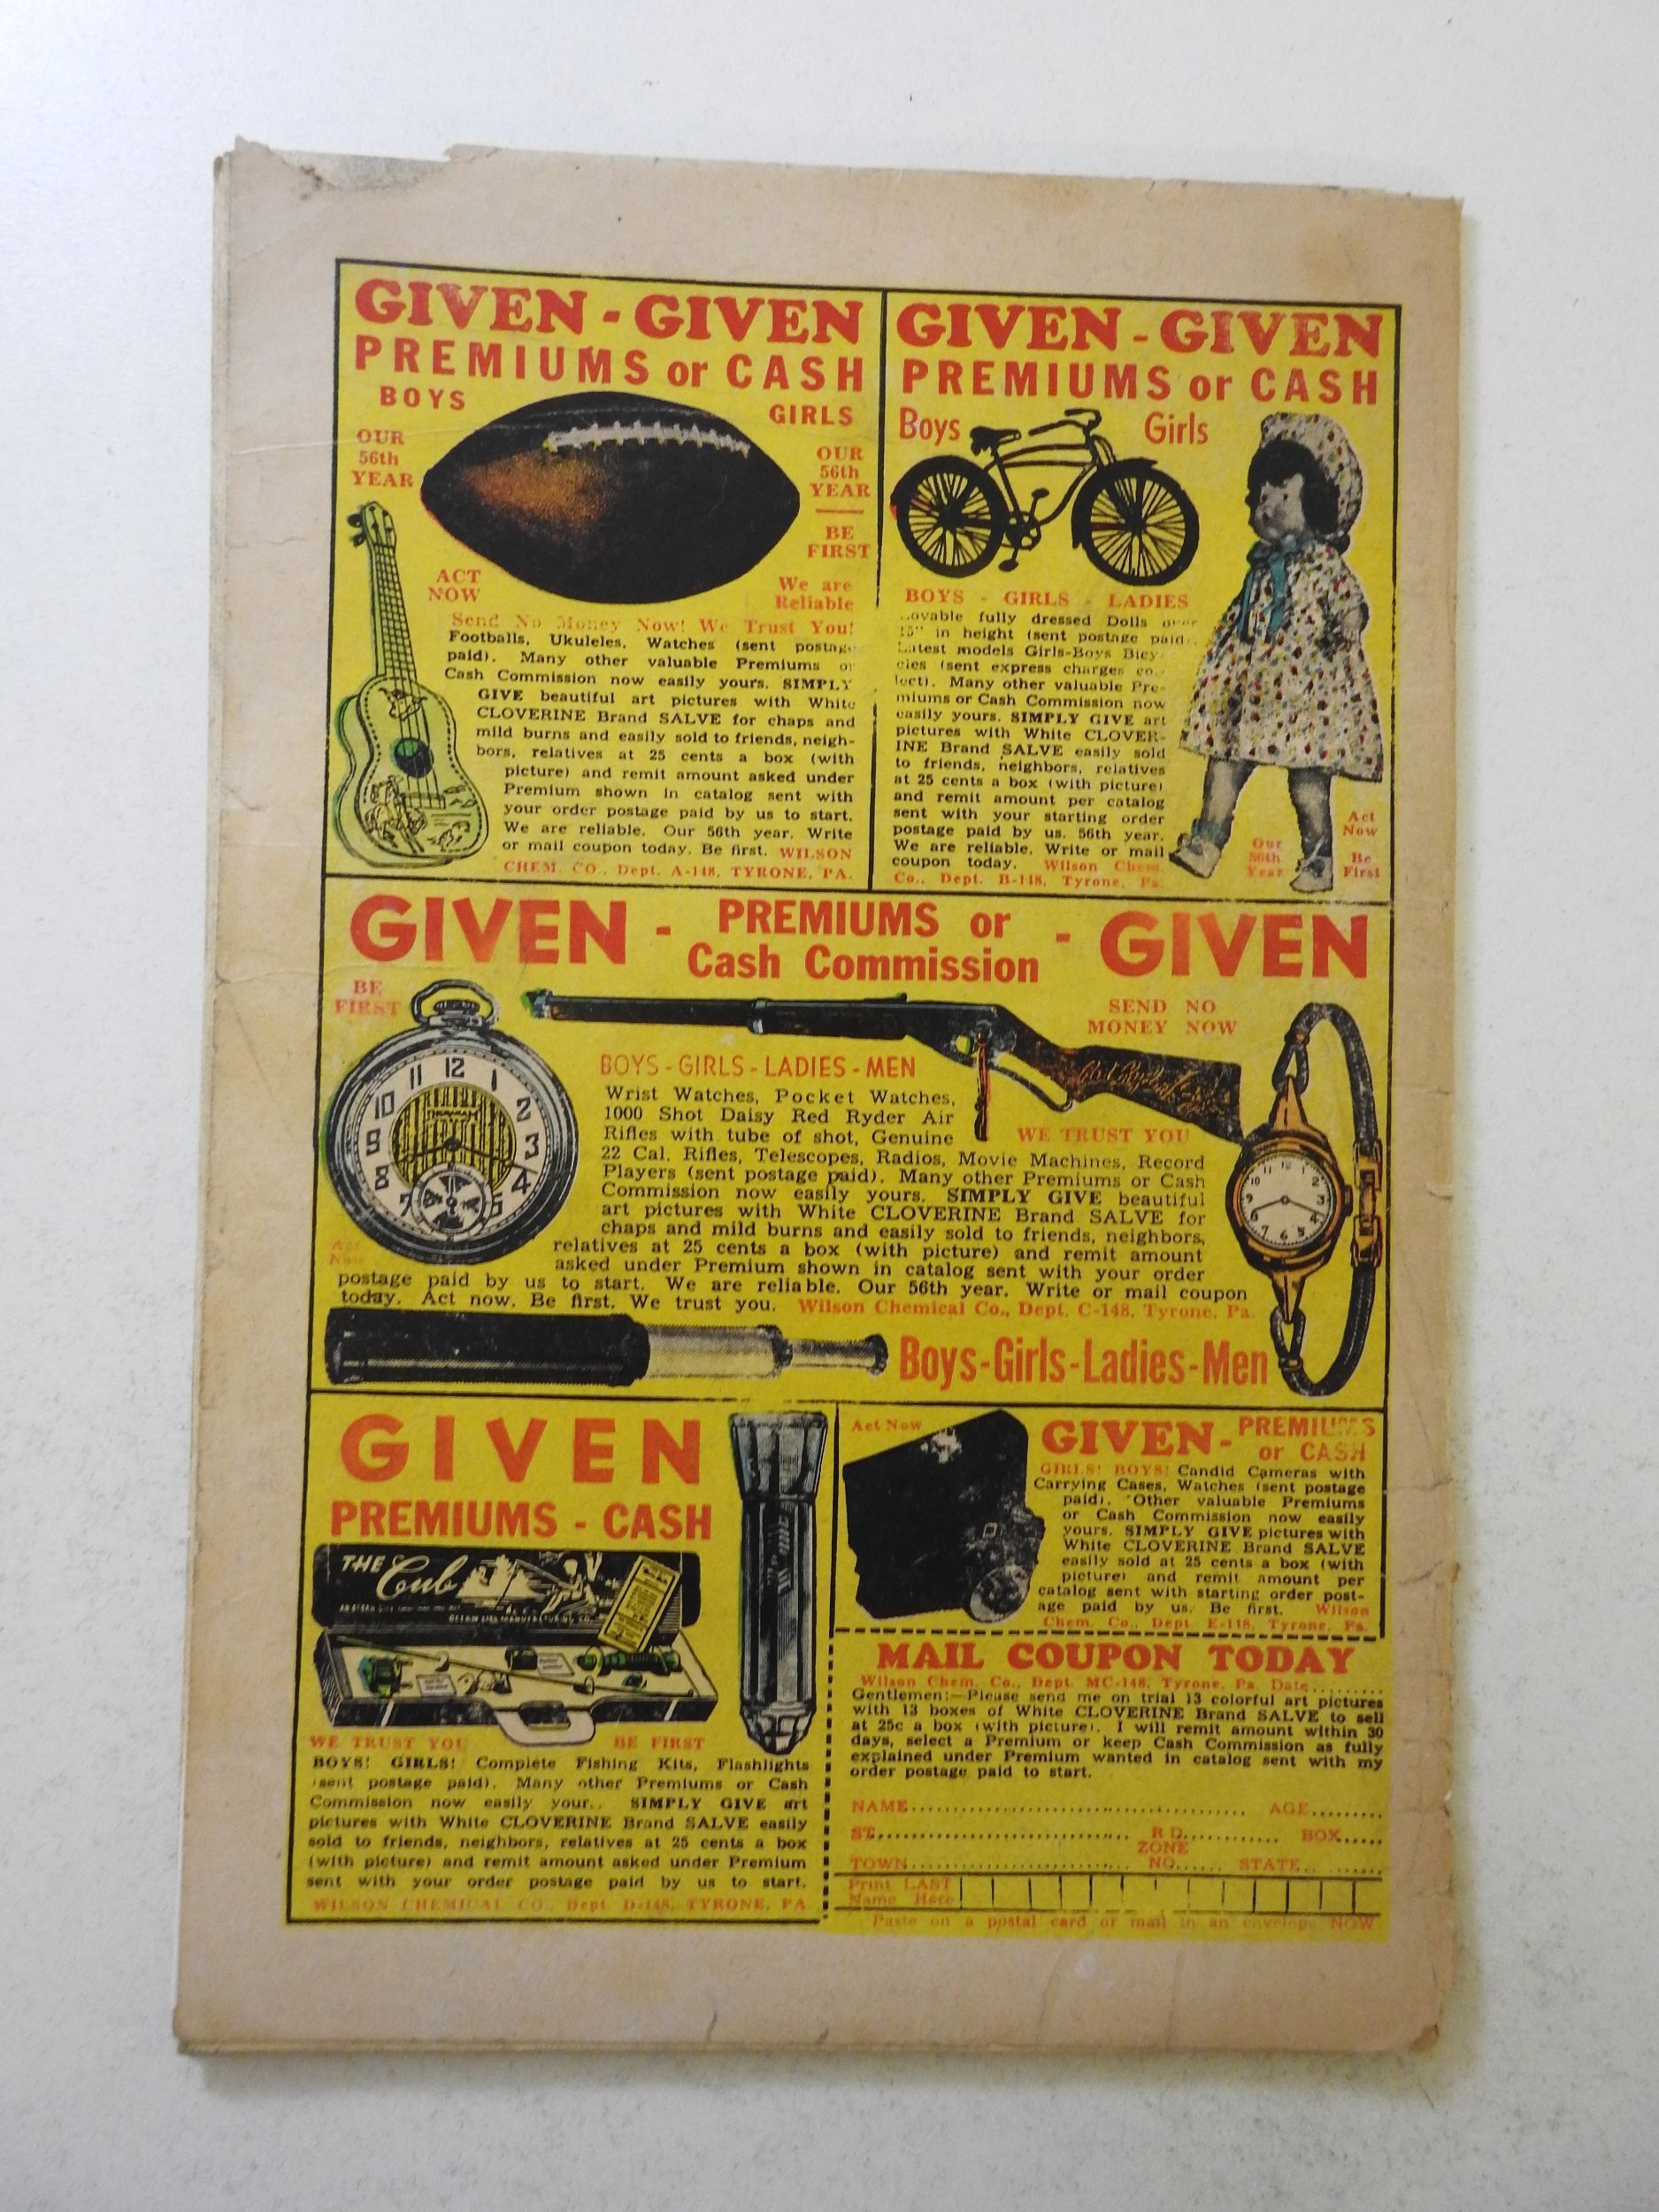 GIVEN - GIVEN
PREMIUMS or CASH
BOYS
GIRLS
OUR
56th
YEAR
OUR
56th
YEAR
BE
FIRST
ACT
NOW
We are
Reliable
Send No Money Now! We Trust You!
Footballs, Ukuleles, Watches (sent postage
paid). Many other valuable Premiums or
Cash Commission now easily yours. SIMPLY
GIVE beautiful art pictures with White
CLOVERINE Brand SALVE for chaps and
mild burns and easily sold to friends, neigh-
bors, relatives at 25 cents a box (with
picture) and remit amount asked under
Premium shown in catalog sent with
your order postage paid by us to start.
We are reliable. Our 56th year. Write
or mail coupon today. Be first. WILSON
CHEM. CO., Dept. A-148, TYRONE, PA.
GIVEN - GIVEN
PREMIUMS or CASH
Boys
Girls
BOYS - GIRLS - LADIES
ovable fully dressed Dolls over
15" in height (sent postage paid).
Latest models Girls-Boys Bicy-
cles (sent express charges co-
lect). Many other valuable Pre-
miums or Cash Commission now
easily yours. SIMPLY GIVE art
pictures with White CLOVER-
INE Brand SALVE easily sold
to friends, neighbors, relatives
at 25 cents a box (with picture)
and remit amount per catalog
sent with your starting order
postage paid by us. 56th year.
We are reliable. Write or mail
coupon today. Wilson Chem.
Co., Dept. B-148, Tyrone, Pa.
Our
56th
Year
Act
Now
Be
First
GIVEN - PREMIUMS or - GIVEN
Cash Commission
BE
FIRST
SEND NO
MONEY NOW
12 1 2 3 4 5 7 8 9 10 11
BOYS - GIRLS - LADIES - MEN
WE TRUST YOU
Wrist Watches, Pocket Watches,
1000 Shot Daisy Red Ryder Air
Rifles with tube of shot, Genuine
22 Cal. Rifles, Telescopes, Radios, Movie Machines, Record
Players (sent postage paid). Many other Premiums or Cash
Commission now easily yours. SIMPLY GIVE beautiful
art pictures with White CLOVERINE Brand SALVE for
chaps and mild burns and easily sold to friends, neighbors,
relatives at 25 cents a box (with picture) and remit amount
asked under Premium shown in catalog sent with your order
postage paid by us to start. We are reliable. Our 56th year. Write or mail coupon
today. Act now. Be first. We trust you. Wilson Chemical Co., Dept. C-148, Tyrone, Pa.
Act
Now
Boys-Girls-Ladies-Men
GIVEN
PREMIUMS - CASH
THE Cub
WE TRUST YOU
BE FIRST
BOYS! GIRLS! Complete Fishing Kits, Flashlights
(sent postage paid). Many other Premiums or Cash
Commission now easily your.. SIMPLY GIVE art
pictures with White CLOVERINE Brand SALVE easily
sold to friends, neighbors, relatives at 25 cents a box
(with picture) and remit amount asked under Premium
sent with your order postage paid by us to start.
WILSON CHEMICAL CO., Dept. D-148, TYRONE, PA.
Act Now
GIVEN- PREMIUMS
or CASH
GIRLS! BOYS! Candid Cameras with
Carrying Cases, Watches (sent postage
paid). Other valuable Premiums
or Cash Commission now easily
yours. SIMPLY GIVE pictures with
White CLOVERINE Brand SALVE
easily sold at 25 cents a box (with
picture) and remit amount per
catalog sent with starting order post-
age paid by us. Be first. Wilson
Chem. Co., Dept. E-148, Tyrone, Pa.
MAIL COUPON TODAY
Wilson Chem. Co., Dept. MC-148, Tyrone, Pa. Date..........
Gentlemen:—Please send me on trial 13 colorful art pictures
with 13 boxes of White CLOVERINE Brand SALVE to sell
at 25c a box (with picture). I will remit amount within 30
days, select a Premium or keep Cash Commission as fully
explained under Premium wanted in catalog sent with my
order postage paid to start.
NAME.................................... AGE.........
ST............................ R.D............ BOX.....
ZONE
TOWN............................ NO...... STATE.........
Print LAST
Name Here
Paste on a postal card or mail in an envelope NOW